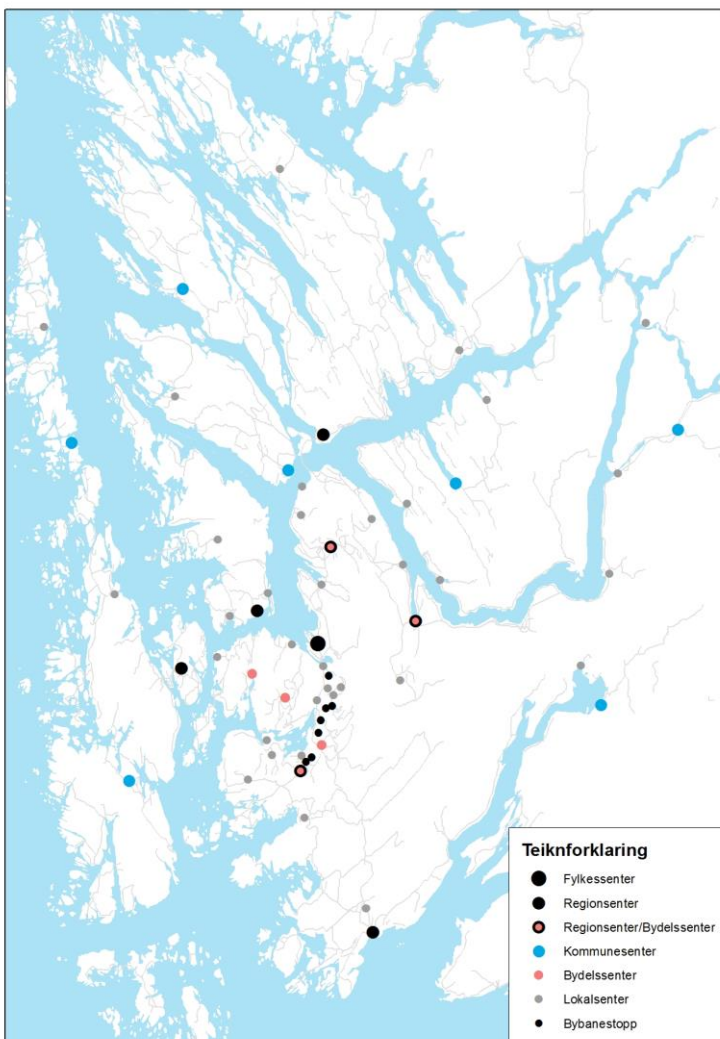 Teiknforklaring
Fylkessenter
Regionsenter
Regionsenter/Bydelssenter
Kommunesenter
Bydelssenter
Lokalsenter
Bybanestopp